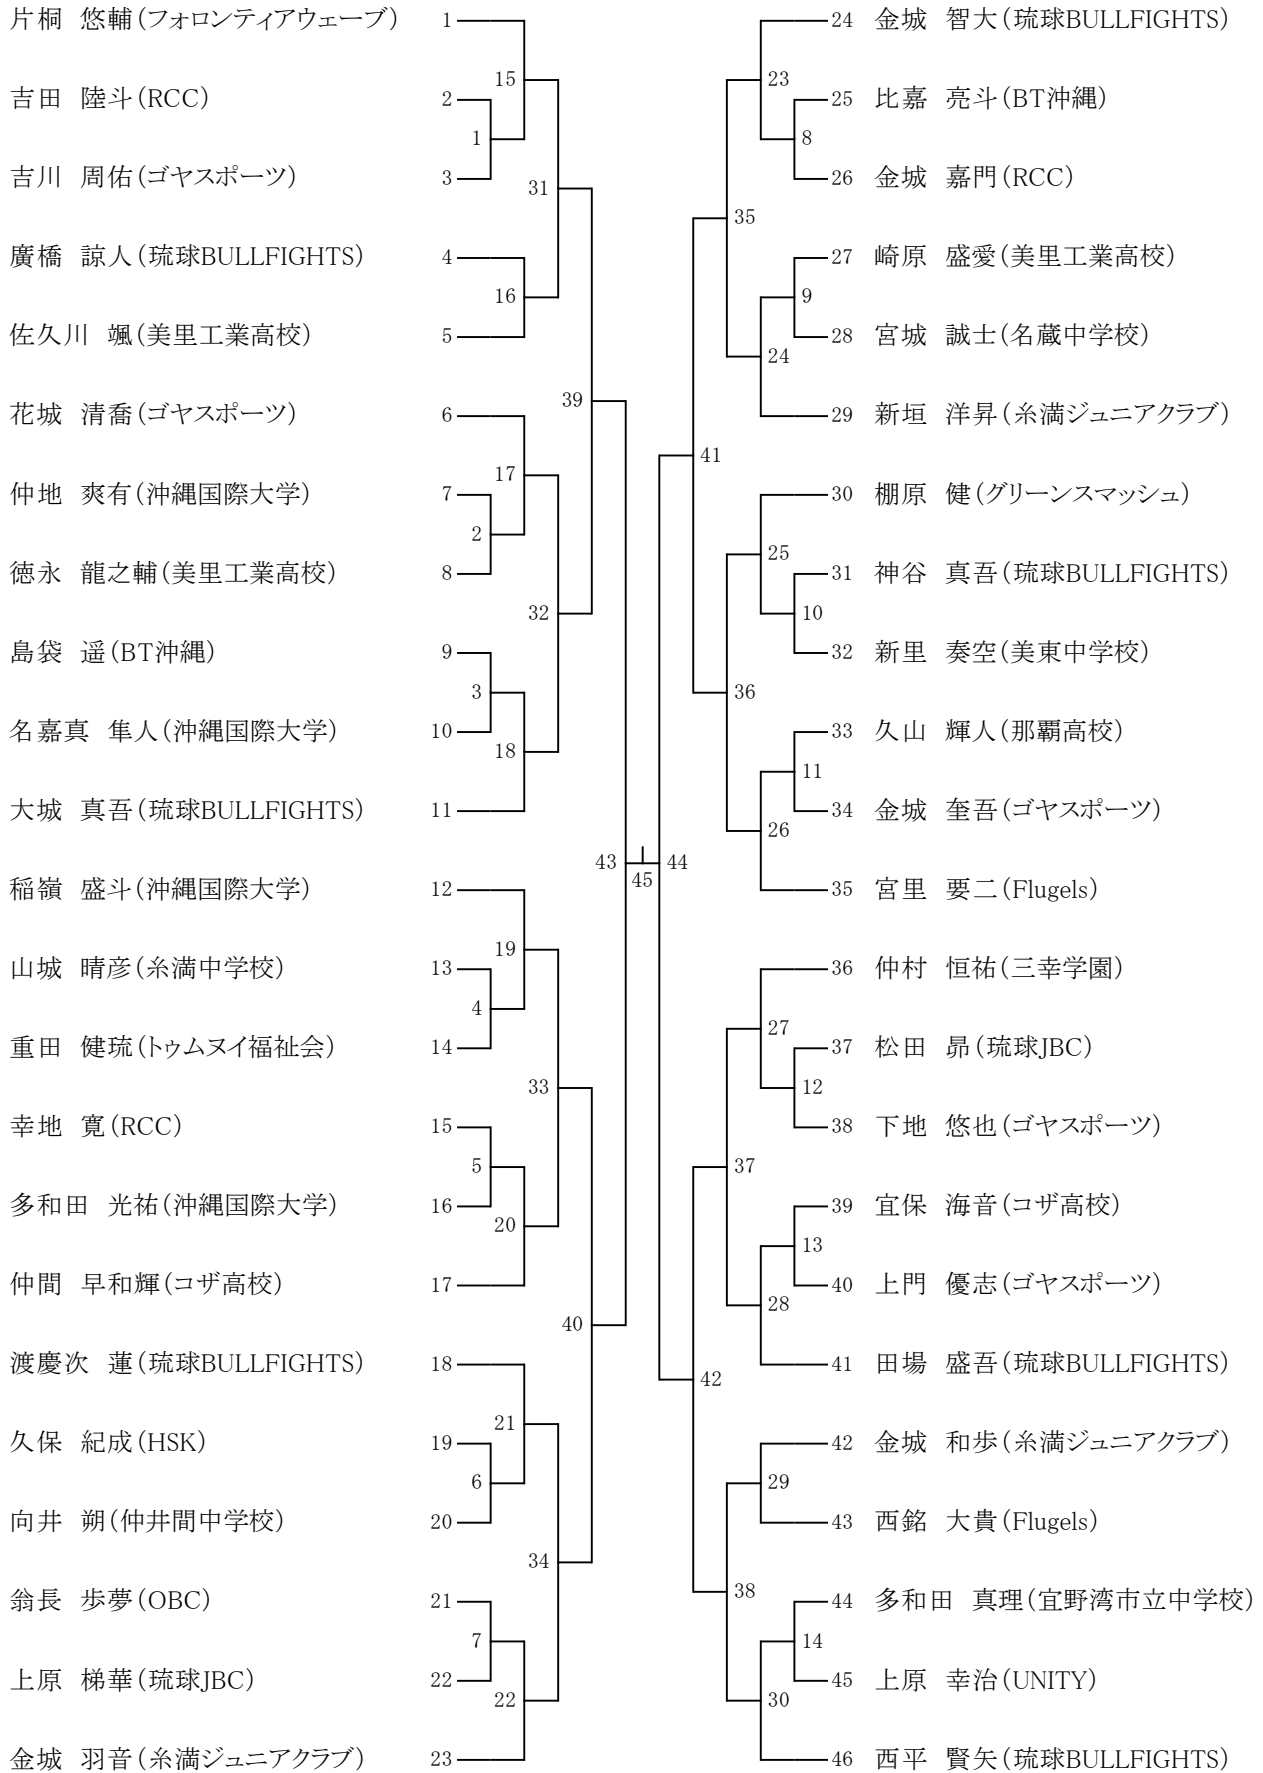 片桐 悠輔(フォロンティアウェーブ) 1
15
吉田 陸斗(RCC) 2
1
吉川 周佑(ゴヤスポーツ) 3
31
廣橋 諒人(琉球BULLFIGHTS) 4
16
佐久川 颯(美里工業高校) 5
39
花城 清喬(ゴヤスポーツ) 6
17
仲地 爽有(沖縄国際大学) 7
2
徳永 龍之輔(美里工業高校) 8
32
島袋 遥(BT沖縄) 9
3
名嘉真 隼人(沖縄国際大学) 10
18
大城 真吾(琉球BULLFIGHTS) 11
43
稲嶺 盛斗(沖縄国際大学) 12
19
山城 晴彦(糸満中学校) 13
4
重田 健琉(トゥムヌイ福祉会) 14
33
幸地 寛(RCC) 15
5
多和田 光祐(沖縄国際大学) 16
20
仲間 早和輝(コザ高校) 17
40
渡慶次 蓮(琉球BULLFIGHTS) 18
21
久保 紀成(HSK) 19
6
向井 朔(仲井間中学校) 20
34
翁長 歩夢(OBC) 21
7
上原 梯華(琉球JBC) 22
22
金城 羽音(糸満ジュニアクラブ) 23
45
24 金城 智大(琉球BULLFIGHTS)
23
25 比嘉 亮斗(BT沖縄)
8
26 金城 嘉門(RCC)
35
27 崎原 盛愛(美里工業高校)
9
28 宮城 誠士(名蔵中学校)
24
29 新垣 洋昇(糸満ジュニアクラブ)
41
30 棚原 健(グリーンスマッシュ)
25
31 神谷 真吾(琉球BULLFIGHTS)
10
32 新里 奏空(美東中学校)
36
33 久山 輝人(那覇高校)
11
34 金城 奎吾(ゴヤスポーツ)
26
44
35 宮里 要二(Flugels)
36 仲村 恒祐(三幸学園)
27
37 松田 昴(琉球JBC)
12
38 下地 悠也(ゴヤスポーツ)
37
39 宜保 海音(コザ高校)
13
40 上門 優志(ゴヤスポーツ)
28
41 田場 盛吾(琉球BULLFIGHTS)
42
42 金城 和歩(糸満ジュニアクラブ)
29
43 西銘 大貴(Flugels)
38
44 多和田 真理(宜野湾市立中学校)
14
45 上原 幸治(UNITY)
30
46 西平 賢矢(琉球BULLFIGHTS)